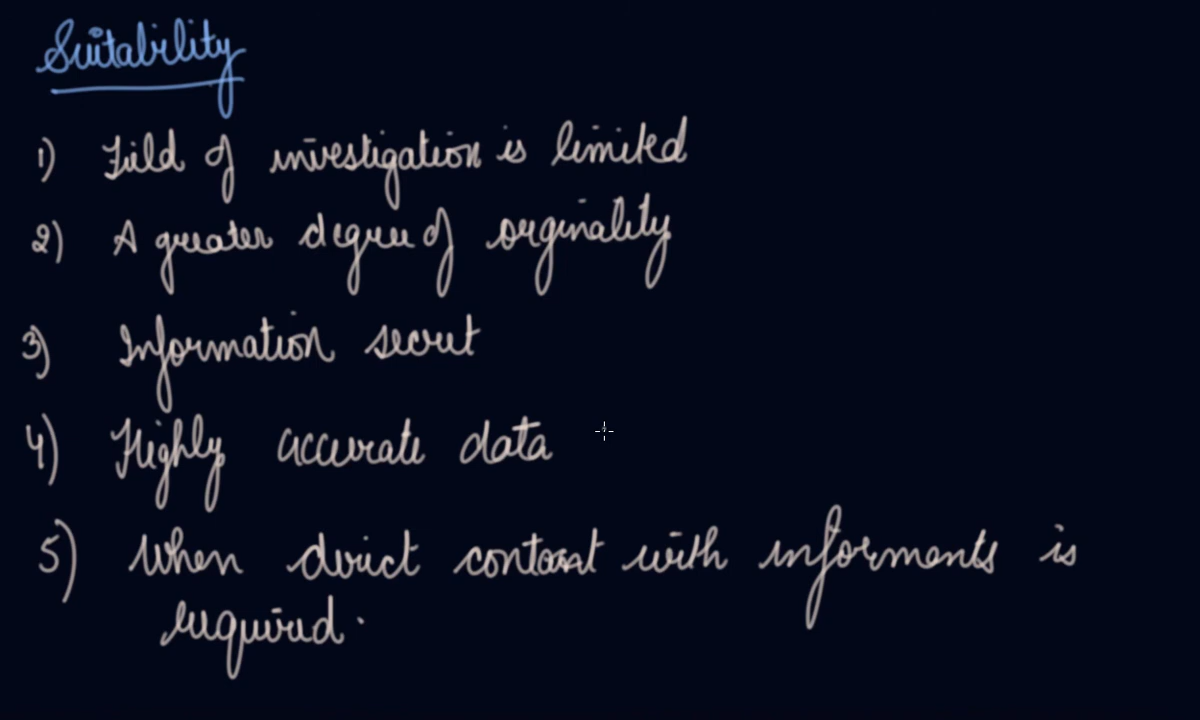 Suitability
1) Field of investigation is limited
2) A greater degree of orginality
3) Information secret
4) Highly accurate data
5) When direct contact with informents is
required.